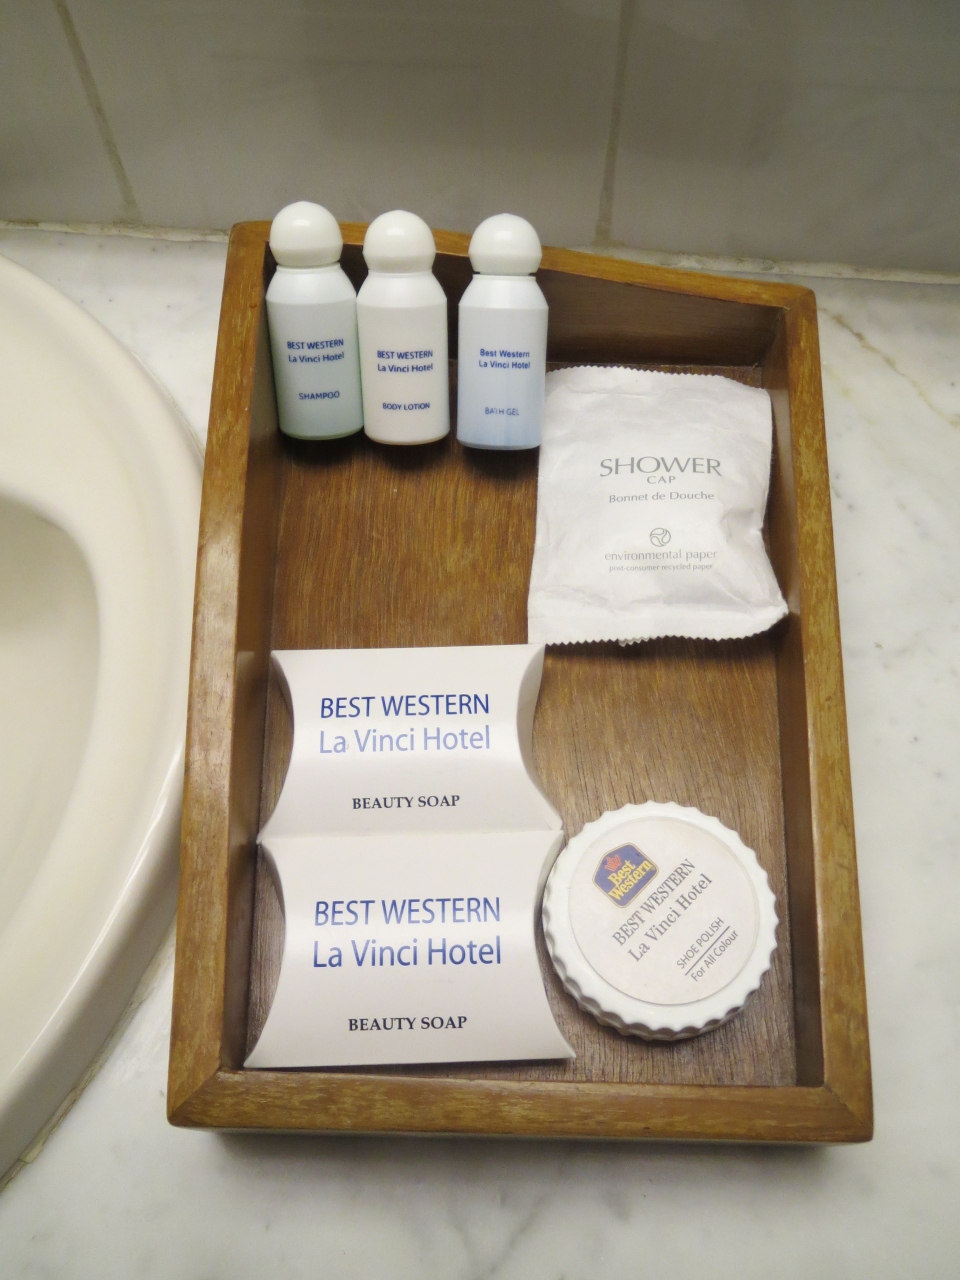 BEST WESTERN
La Vinci Hotel
SHAMPOO
BEST WESTERN
La Vinci Hotel
BODY LOTION
Best Western
La Vinci Hotel
BATH GEL
SHOWER
CAP
Bonnet de Douche
environmental paper
post-consumer recycled paper
BEST WESTERN
La Vinci Hotel
BEAUTY SOAP
BEST WESTERN
La Vinci Hotel
BEAUTY SOAP
Best
Western
BEST WESTERN
La Vinci Hotel
SHOE POLISH
For All Colour